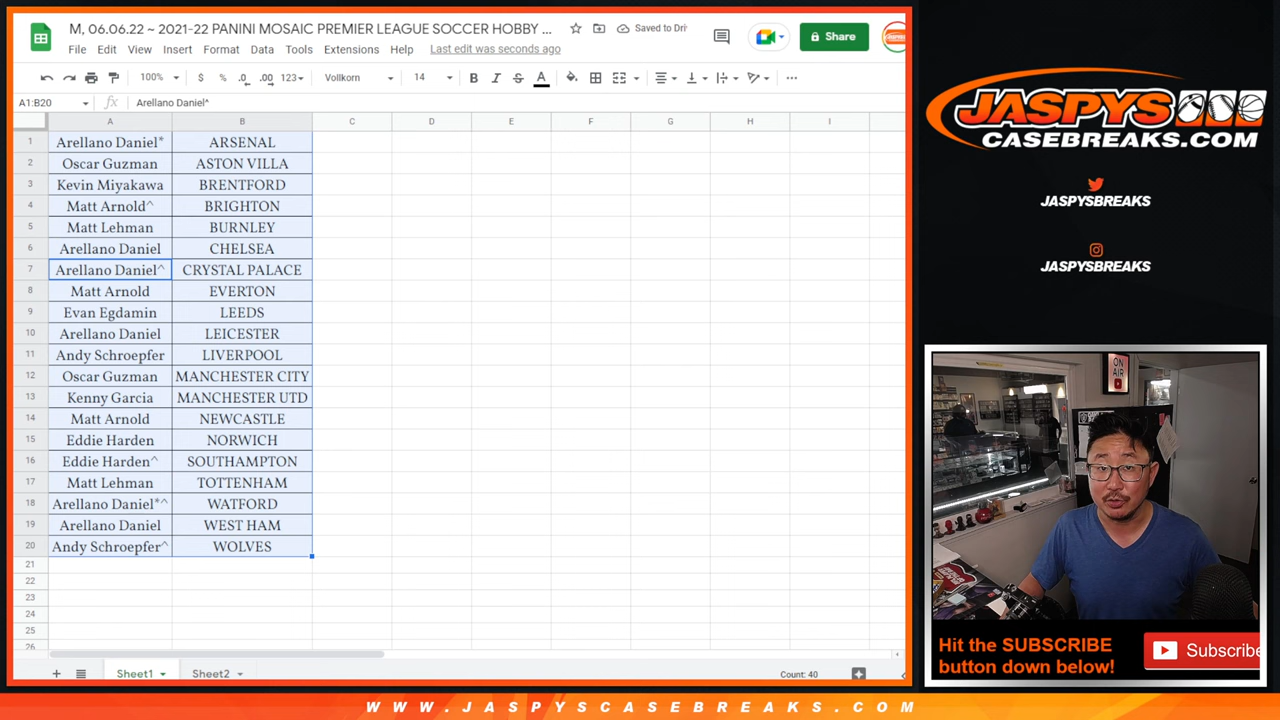 M, 06.06.22 ~ 2021-22 PANINI MOSAIC PREMIER LEAGUE SOCCER HOBBY ...
Saved to Dri
Share
File Edit View Insert Format Data Tools Extensions Help Last edit was seconds ago
100% $ % .0 .00 123 Vollkorn 14 B I S A
A1:B20 fx Arellano Daniel^
A B C D E F G H I
1 Arellano Daniel* ARSENAL
2 Oscar Guzman ASTON VILLA
3 Kevin Miyakawa BRENTFORD
4 Matt Arnold^ BRIGHTON
5 Matt Lehman BURNLEY
6 Arellano Daniel CHELSEA
7 Arellano Daniel^ CRYSTAL PALACE
8 Matt Arnold EVERTON
9 Evan Egdamin LEEDS
10 Arellano Daniel LEICESTER
11 Andy Schroepfer LIVERPOOL
12 Oscar Guzman MANCHESTER CITY
13 Kenny Garcia MANCHESTER UTD
14 Matt Arnold NEWCASTLE
15 Eddie Harden NORWICH
16 Eddie Harden^ SOUTHAMPTON
17 Matt Lehman TOTTENHAM
18 Arellano Daniel*^ WATFORD
19 Arellano Daniel WEST HAM
20 Andy Schroepfer^ WOLVES
21
22
23
24
25
26
Sheet1 Sheet2 Count: 40
JASPYS
CASEBREAKS.COM
JASPYSBREAKS
JASPYSBREAKS
ON
AIR
Hit the SUBSCRIBE
button down below!
Subscribe
WWW.JASPYSCASEBREAKS.COM